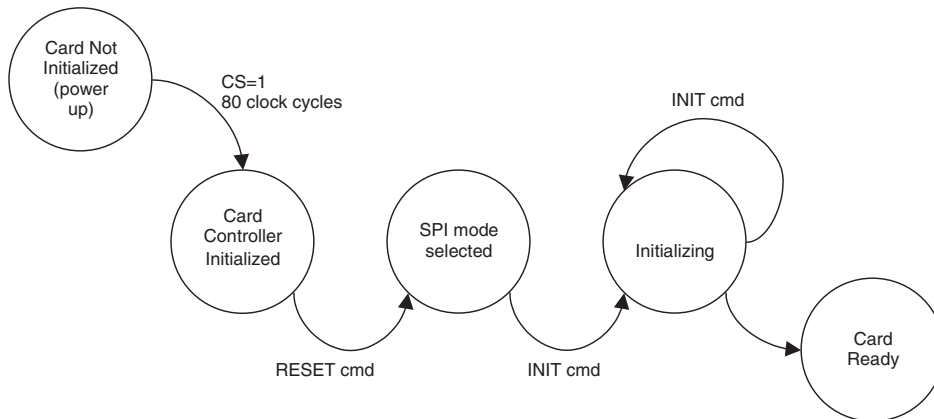 Card Not
Initialized
(power
up)
CS=1
80 clock cycles
INIT cmd
Card
Controller
Initialized
SPI mode
selected
Initializing
RESET cmd
INIT cmd
Card
Ready